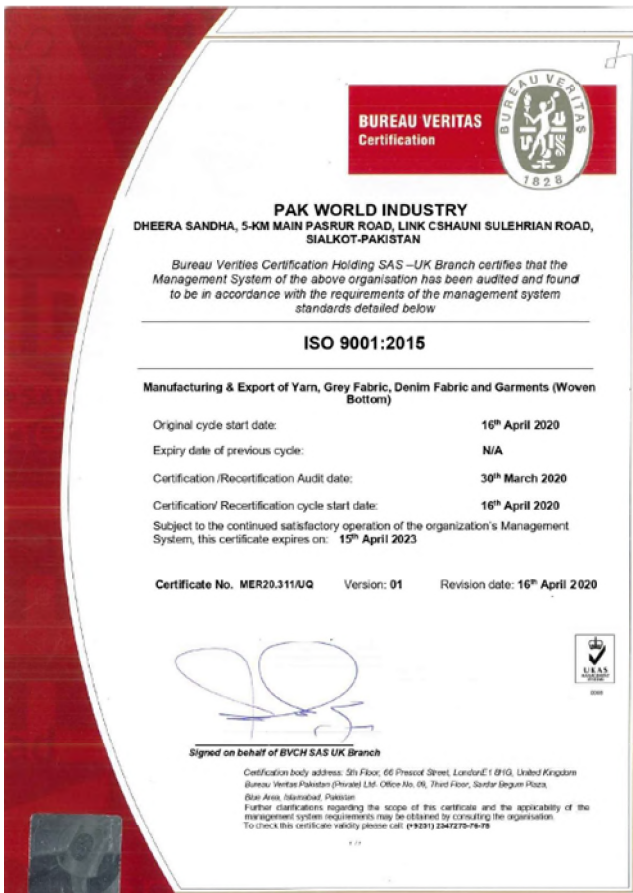 BUREAU VERITAS
Certification
BUREAU VERITAS
1828
PAK WORLD INDUSTRY
DHEERA SANDHA, 5-KM MAIN PASRUR ROAD, LINK CSHAUNI SULEHRIAN ROAD,
SIALKOT-PAKISTAN
Bureau Verities Certification Holding SAS –UK Branch certifies that the
Management System of the above organisation has been audited and found
to be in accordance with the requirements of the management system
standards detailed below
ISO 9001:2015
Manufacturing & Export of Yarn, Grey Fabric, Denim Fabric and Garments (Woven
Bottom)
Original cycle start date: 16th April 2020
Expiry date of previous cycle: N/A
Certification /Recertification Audit date: 30th March 2020
Certification/ Recertification cycle start date: 16th April 2020
Subject to the continued satisfactory operation of the organization's Management
System, this certificate expires on: 15th April 2023
Certificate No. MER20.311/UQ Version: 01 Revision date: 16th April 2020
UKAS
MANAGEMENT
SYSTEMS
0008
Signed on behalf of BVCH SAS UK Branch
Certification body address: 5th Floor, 66 Prescot Street, LondonE1 8HG, United Kingdom
Bureau Veritas Pakistan (Private) Ltd. Office No. 09, Third Floor, Sardar Begum Plaza,
Blue Area, Islamabad, Pakistan
Further clarifications regarding the scope of this certificate and the applicability of the
management system requirements may be obtained by consulting the organisation.
To check this certificate validity please call: (+9231) 2347275-76-78
1 / 1